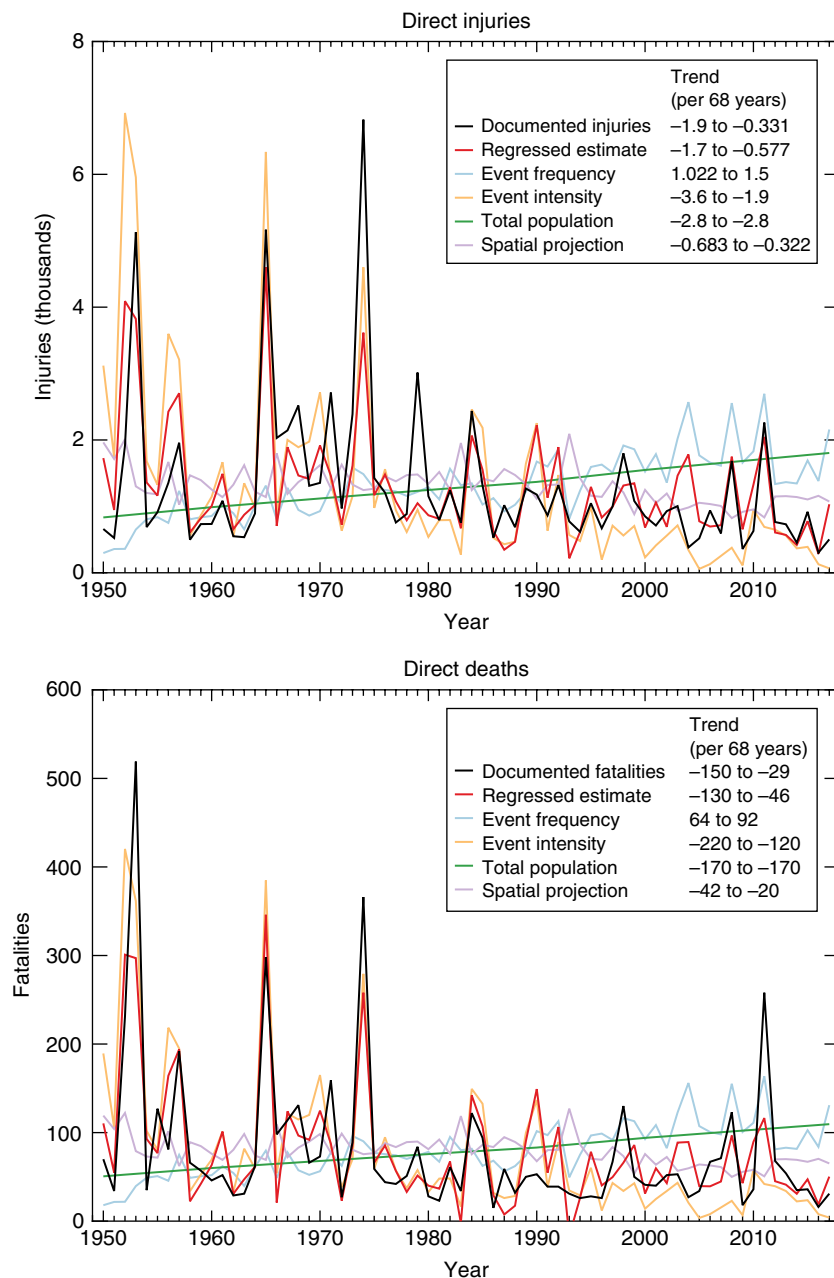 Direct injuries
8
6
4
2
0
Injuries (thousands)
Trend
(per 68 years)
Documented injuries –1.9 to –0.331
Regressed estimate –1.7 to –0.577
Event frequency 1.022 to 1.5
Event intensity –3.6 to –1.9
Total population –2.8 to –2.8
Spatial projection –0.683 to –0.322
1950 1960 1970 1980 1990 2000 2010
Year
Direct deaths
600
500
400
300
200
100
0
Fatalities
Trend
(per 68 years)
Documented fatalities –150 to –29
Regressed estimate –130 to –46
Event frequency 64 to 92
Event intensity –220 to –120
Total population –170 to –170
Spatial projection –42 to –20
1950 1960 1970 1980 1990 2000 2010
Year